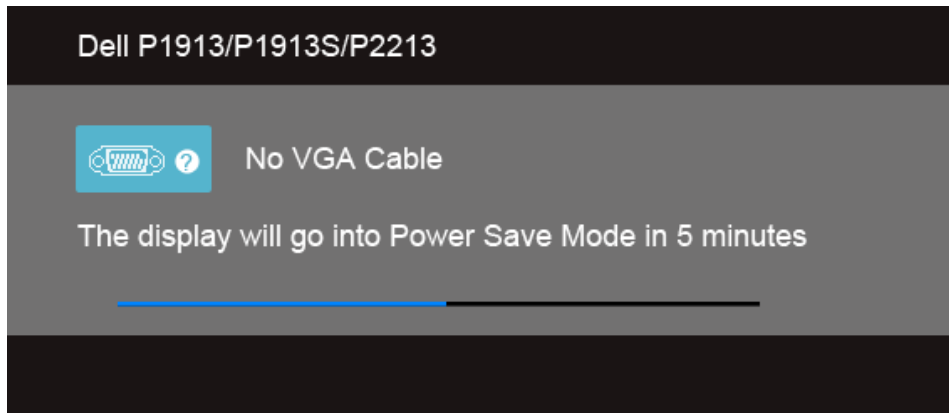 Dell P1913/P1913S/P2213
No VGA Cable
The display will go into Power Save Mode in 5 minutes